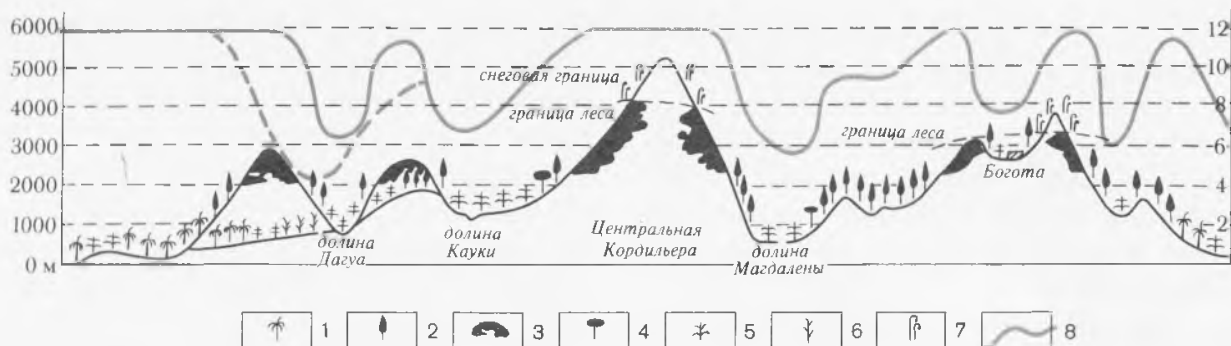 6000
5000
4000
3000
2000
1000
0 м
12
10
8
6
4
2
снеговая граница
граница леса
граница леса
Богота
долина
Дагуа
долина
Кауки
Центральная
Кордильера
долина
Магдалены
1 2 3 4 5 6 7 8